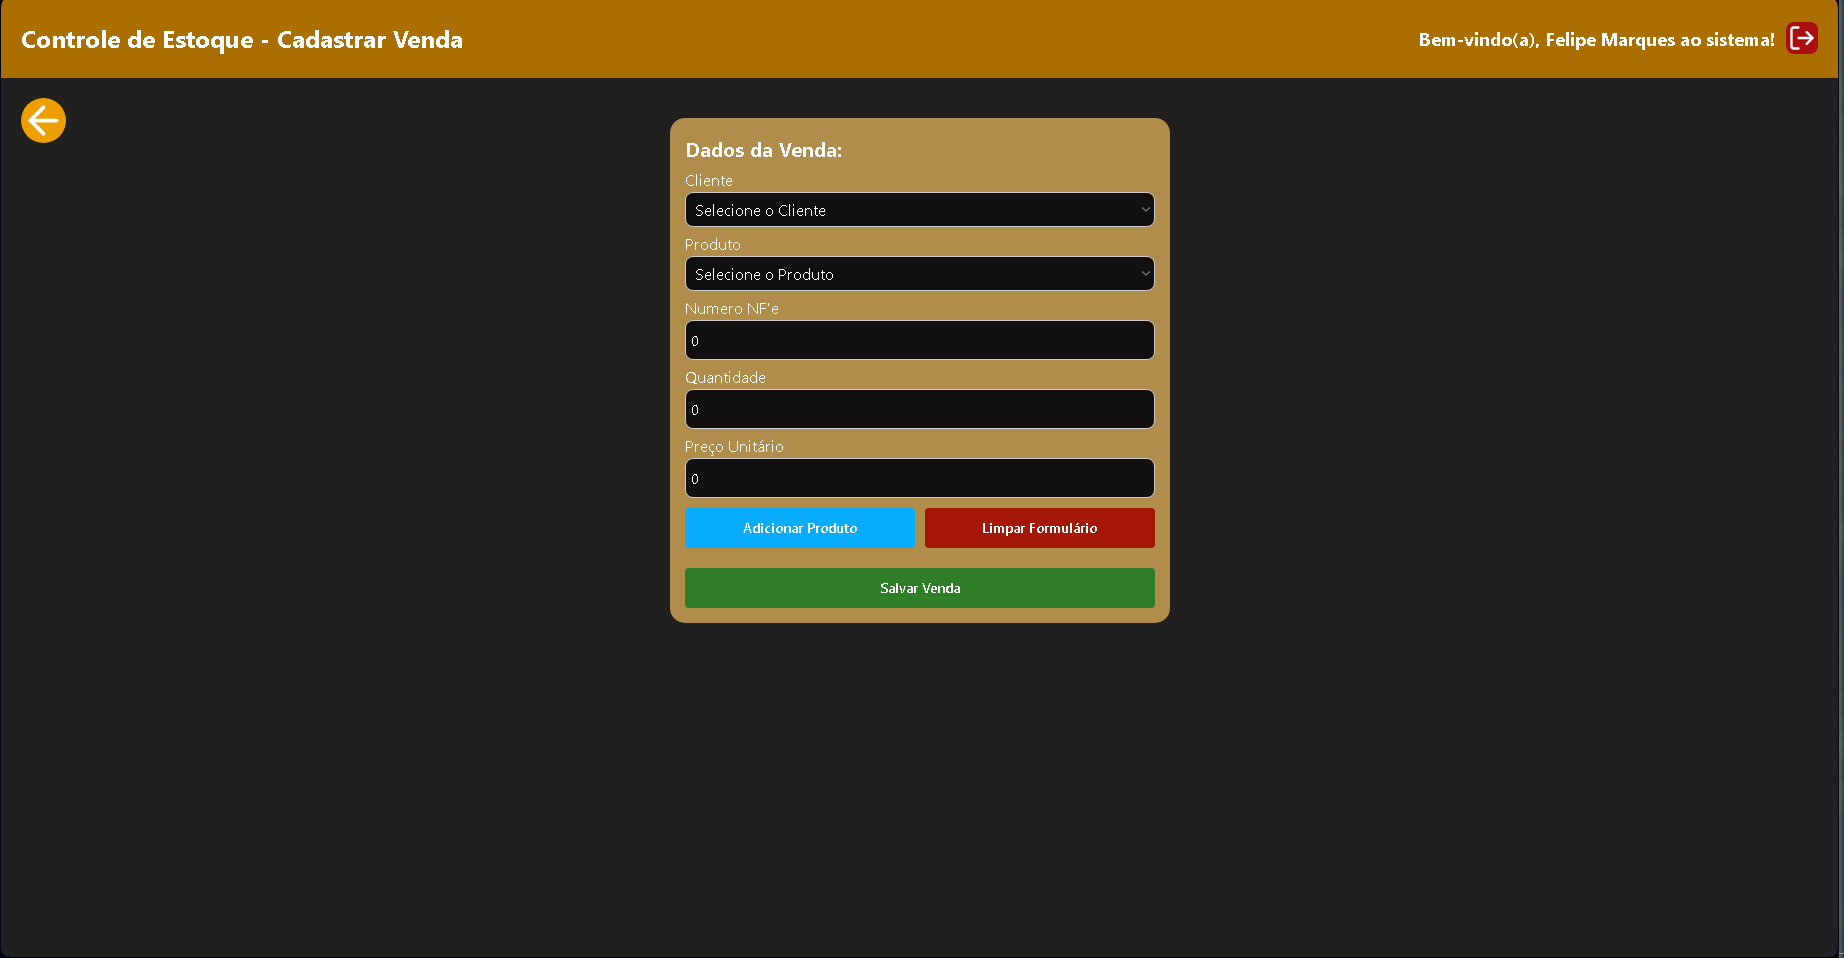 Controle de Estoque - Cadastrar Venda
Bem-vindo(a), Felipe Marques ao sistema!
Dados da Venda:
Cliente
Selecione o Cliente
Produto
Selecione o Produto
Numero NF'e
0
Quantidade
0
Preço Unitário
0
Adicionar Produto
Limpar Formulário
Salvar Venda